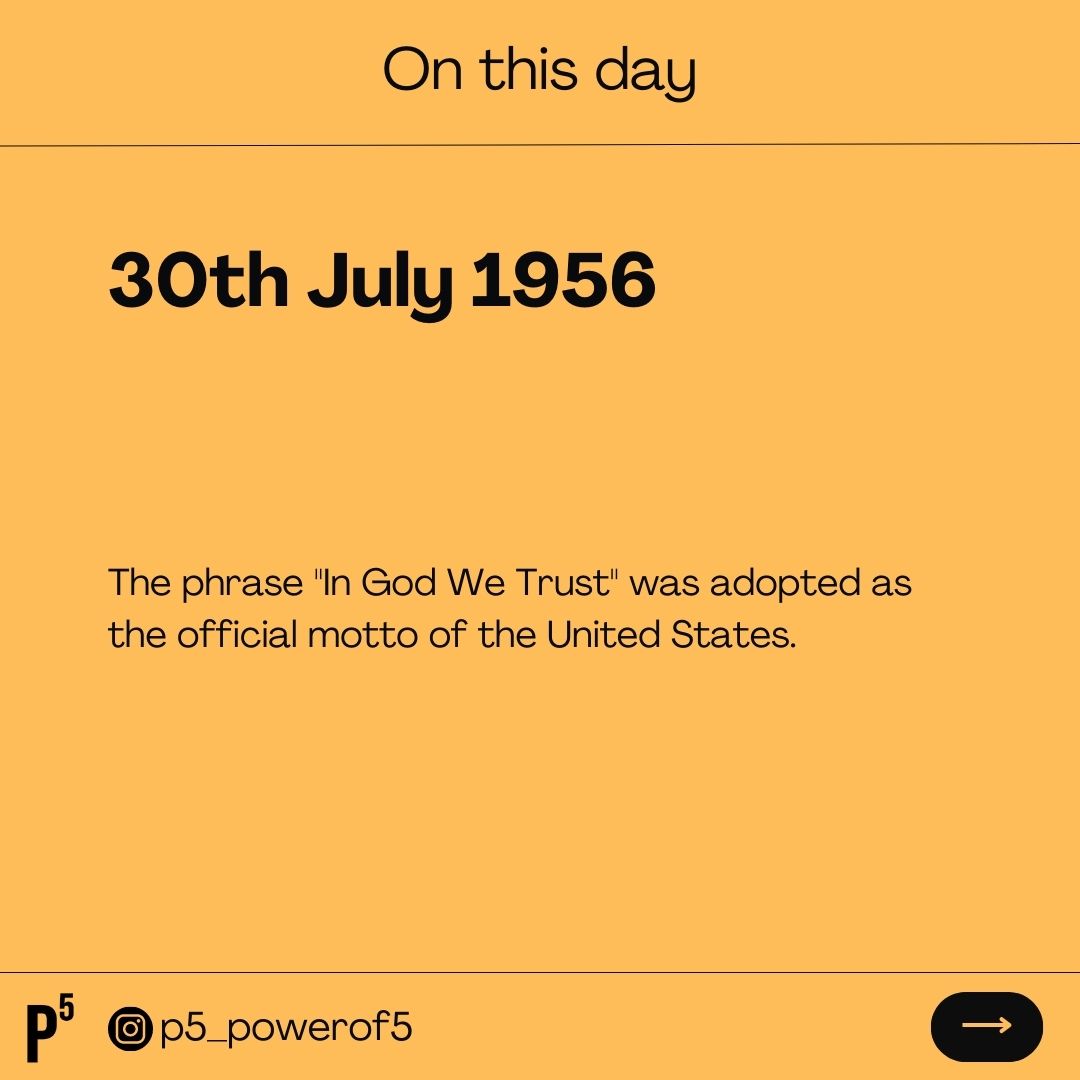 On this day
30th July 1956
The phrase "In God We Trust" was adopted as
the official motto of the United States.
P⁵ p5_powerof5